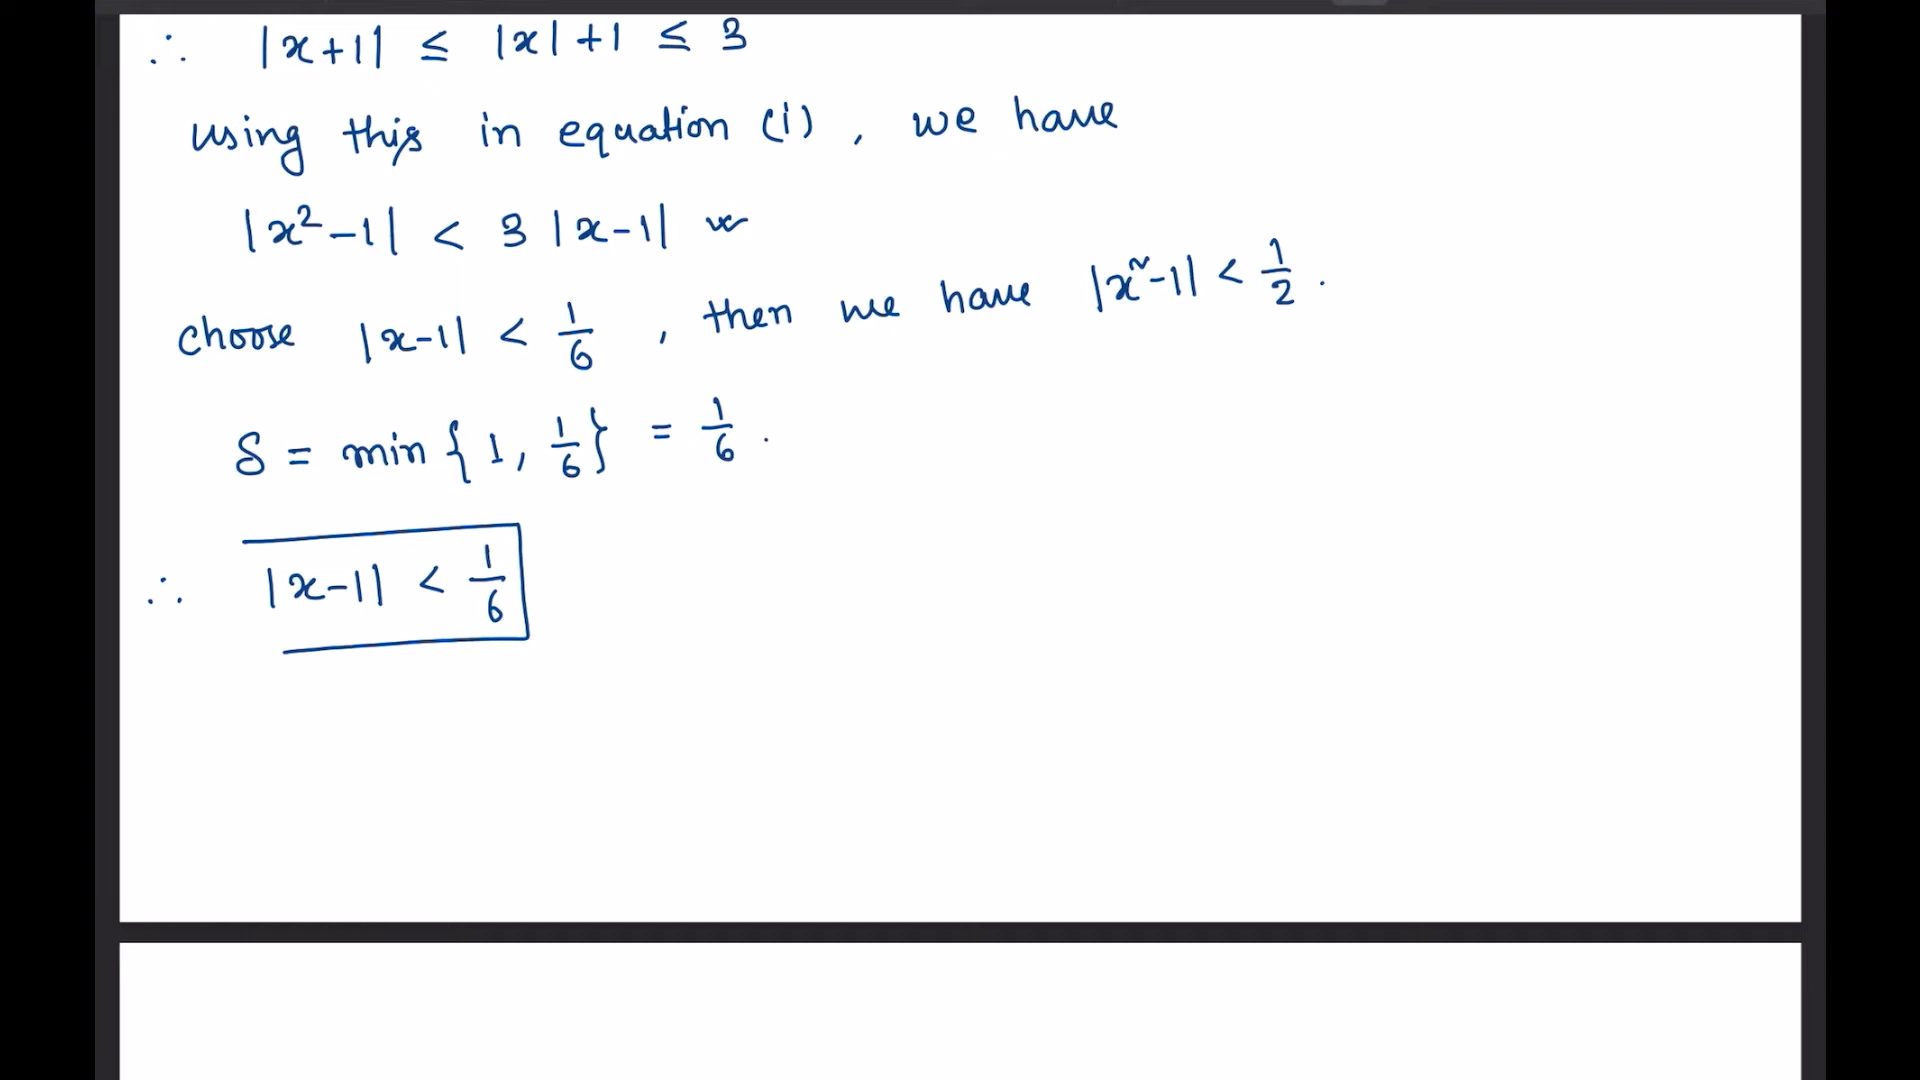 ∴ |x+1| ≤ |x|+1 ≤ 3
using this in equation (i), we have
|x²-1| < 3|x-1|
choose |x-1| < 1/6, then we have |x²-1| < 1/2.
δ = min{1, 1/6} = 1/6.
∴ |x-1| < 1/6